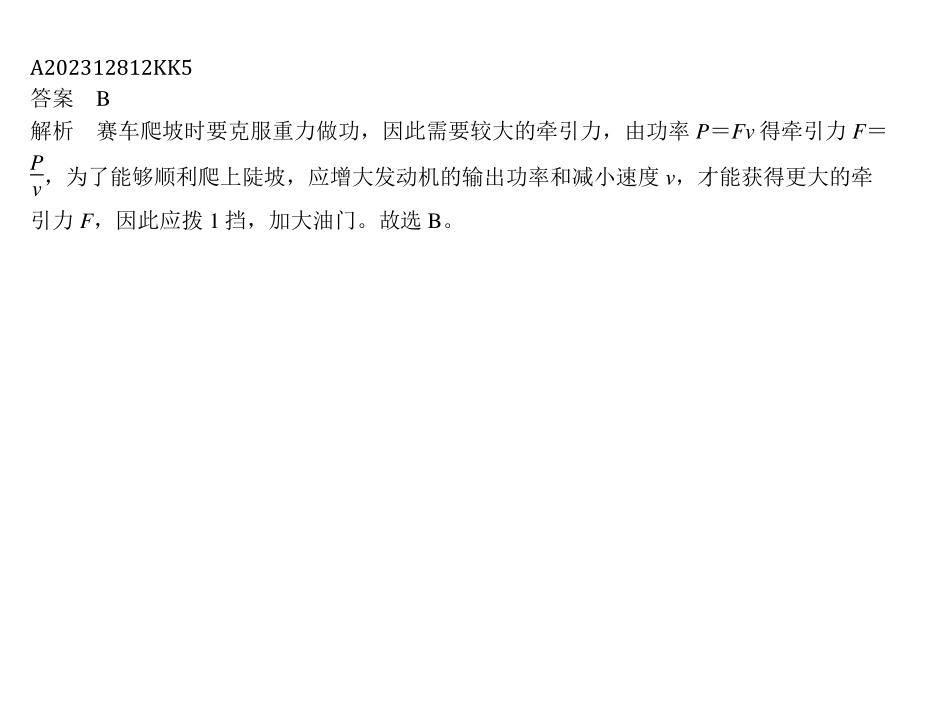 A202312812KK5
答案 B
解析 赛车爬坡时要克服重力做功，因此需要较大的牵引力，由功率 P＝Fv 得牵引力 F＝
P/v，为了能够顺利爬上陡坡，应增大发动机的输出功率和减小速度 v，才能获得更大的牵
引力 F，因此应拨 1 挡，加大油门。故选 B。